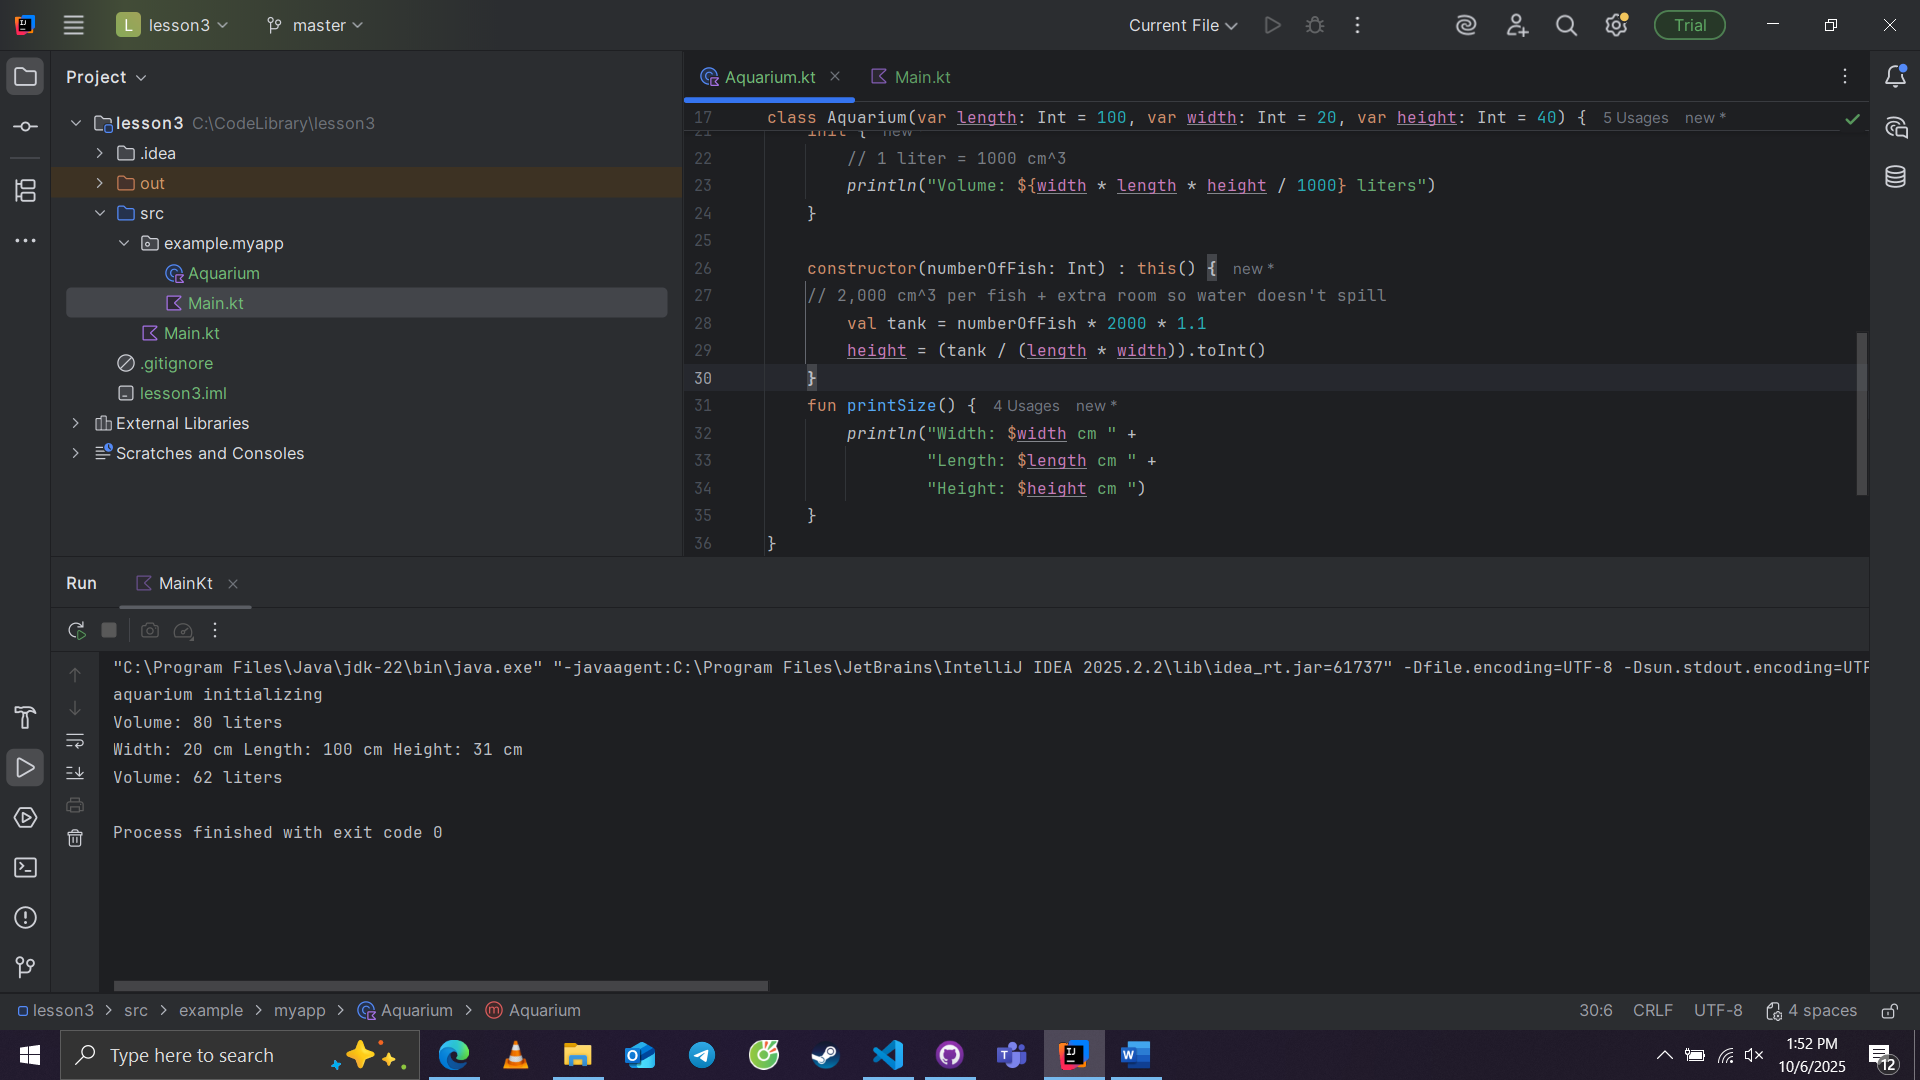 L lesson3
master
Current File
Trial
Project
lesson3 C:\CodeLibrary\lesson3
.idea
out
src
example.myapp
Aquarium
Main.kt
Main.kt
.gitignore
lesson3.iml
External Libraries
Scratches and Consoles
Aquarium.kt
Main.kt
17 class Aquarium(var length: Int = 100, var width: Int = 20, var height: Int = 40) { 5 Usages new *
21 init { new *
22 // 1 liter = 1000 cm^3
23 println("Volume: ${width * length * height / 1000} liters")
24 }
25
26 constructor(numberOfFish: Int) : this() { new *
27 // 2,000 cm^3 per fish + extra room so water doesn't spill
28 val tank = numberOfFish * 2000 * 1.1
29 height = (tank / (length * width)).toInt()
30 }
31 fun printSize() { 4 Usages new *
32 println("Width: $width cm " +
33 "Length: $length cm " +
34 "Height: $height cm ")
35 }
36 }
Run
MainKt
"C:\Program Files\Java\jdk-22\bin\java.exe" "-javaagent:C:\Program Files\JetBrains\IntelliJ IDEA 2025.2.2\lib\idea_rt.jar=61737" -Dfile.encoding=UTF-8 -Dsun.stdout.encoding=UTF
aquarium initializing
Volume: 80 liters
Width: 20 cm Length: 100 cm Height: 31 cm
Volume: 62 liters
Process finished with exit code 0
lesson3 > src > example > myapp > Aquarium > Aquarium
30:6 CRLF UTF-8 4 spaces
Type here to search
1:52 PM
10/6/2025
12